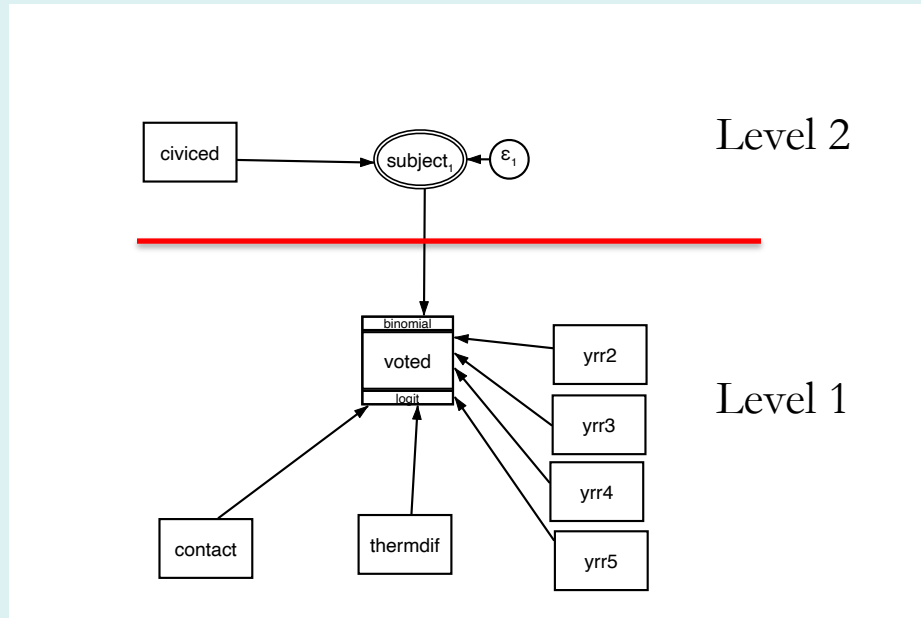 Level 2
civiced
subject₁
ε₁
binomial
voted
logit
yrr2
Level 1
yrr3
yrr4
contact
thermdif
yrr5